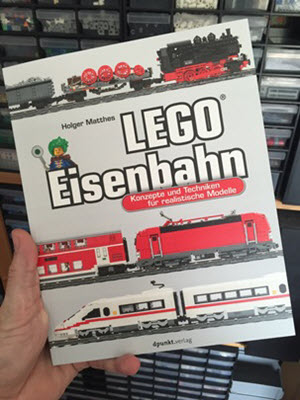 Holger Matthes
LEGO®
Eisenbahn
Konzepte und Techniken
für realistische Modelle
dpunkt.verlag